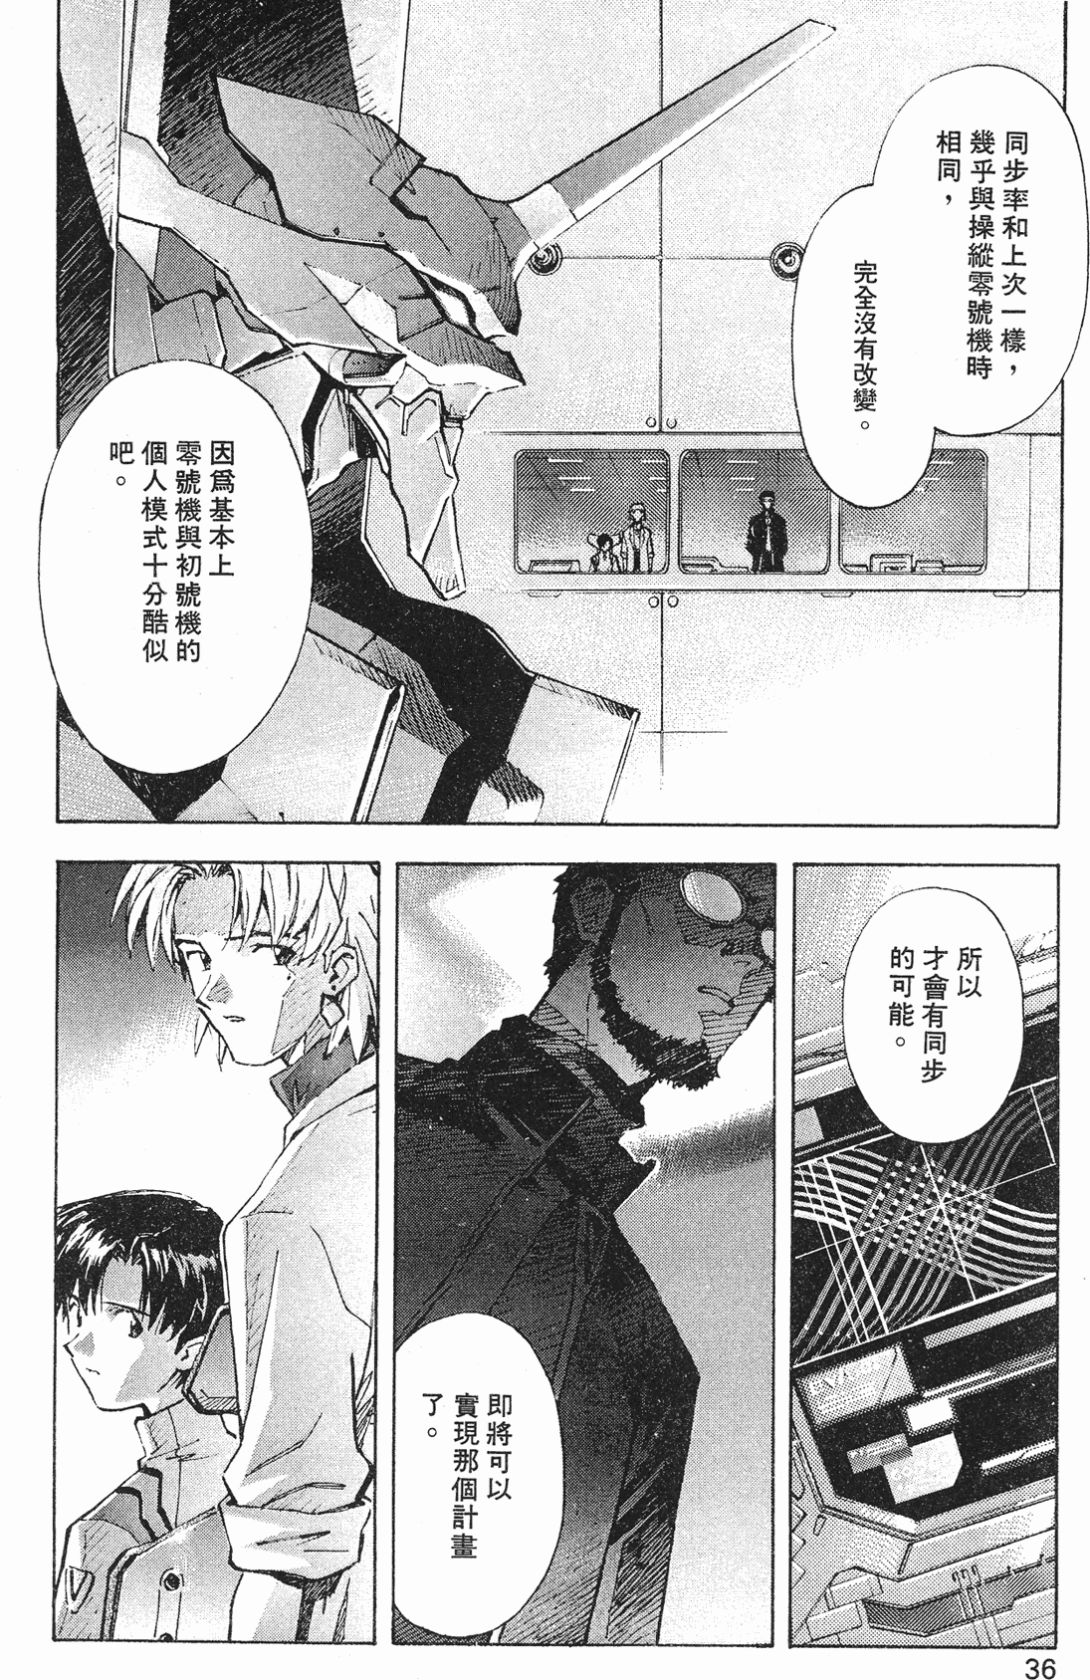 同步率和上次一樣，
幾乎與操縱零號機時
相同，
完全沒有改變。
因爲基本上
零號機與初號機的
個人模式十分酷似
吧。
所以
才會有同步
的可能。
即將可以
實現那個計畫
了。
36